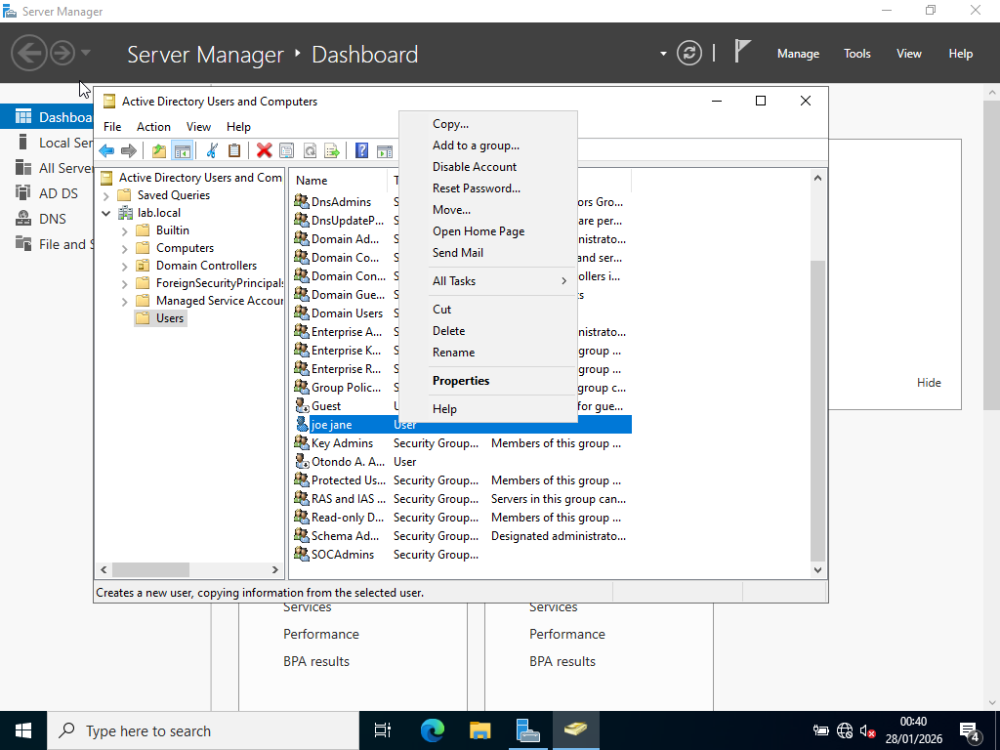 Server Manager
Server Manager ‣ Dashboard
Manage Tools View Help
Dashboa
Local Ser
All Server
AD DS
DNS
File and S
Active Directory Users and Computers
File Action View Help
Active Directory Users and Com
Saved Queries
lab.local
Builtin
Computers
Domain Controllers
ForeignSecurityPrincipals
Managed Service Accoun
Users
Name T
DnsAdmins S ors Gro...
DnsUpdateP... S are per...
Domain Ad... S nistrato...
Domain Co... S and ser...
Domain Con... S ollers i...
Domain Gue... S s
Domain Users S
Enterprise A... S nistrato...
Enterprise K... S group ...
Enterprise R... S group ...
Group Polic... S group c...
Guest U for gue...
joe jane User
Key Admins Security Group... Members of this group ...
Otondo A. A... User
Protected Us... Security Group... Members of this group ...
RAS and IAS ... Security Group... Servers in this group can...
Read-only D... Security Group... Members of this group ...
Schema Ad... Security Group... Designated administrato...
SOCAdmins Security Group...
Copy...
Add to a group...
Disable Account
Reset Password...
Move...
Open Home Page
Send Mail
All Tasks
Cut
Delete
Rename
Properties
Help
Creates a new user, copying information from the selected user.
Hide
Services Services
Performance Performance
BPA results BPA results
Type here to search
00:40
28/01/2026
4